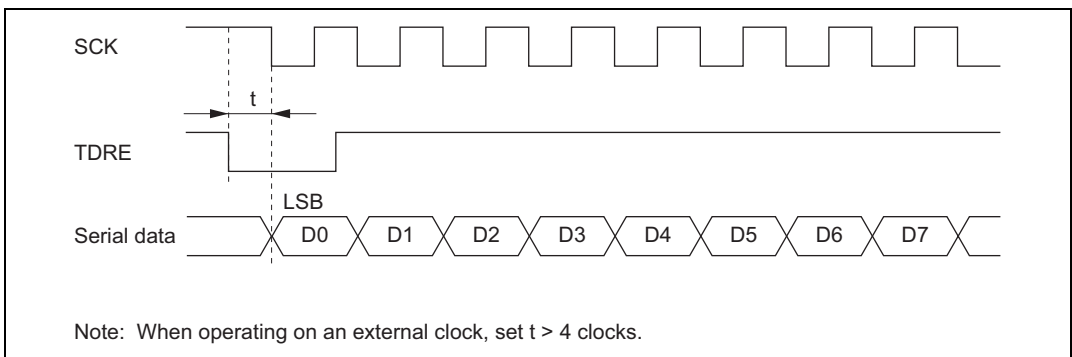 SCK
t
TDRE
LSB
Serial data D0 D1 D2 D3 D4 D5 D6 D7
Note: When operating on an external clock, set t > 4 clocks.